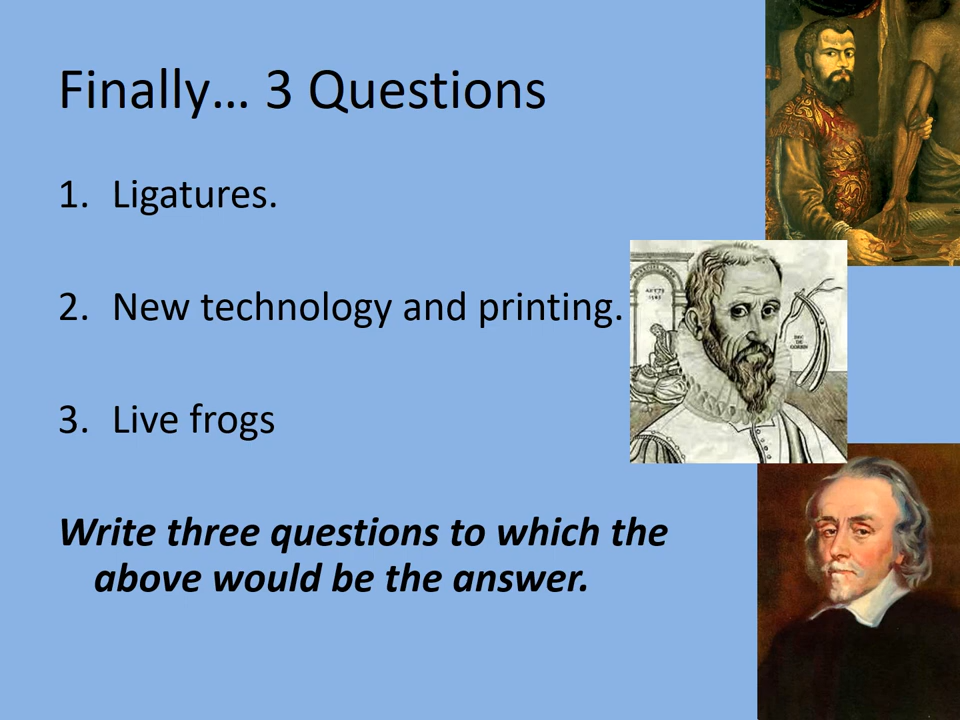 Finally… 3 Questions
1. Ligatures.
2. New technology and printing.
3. Live frogs
Write three questions to which the
above would be the answer.